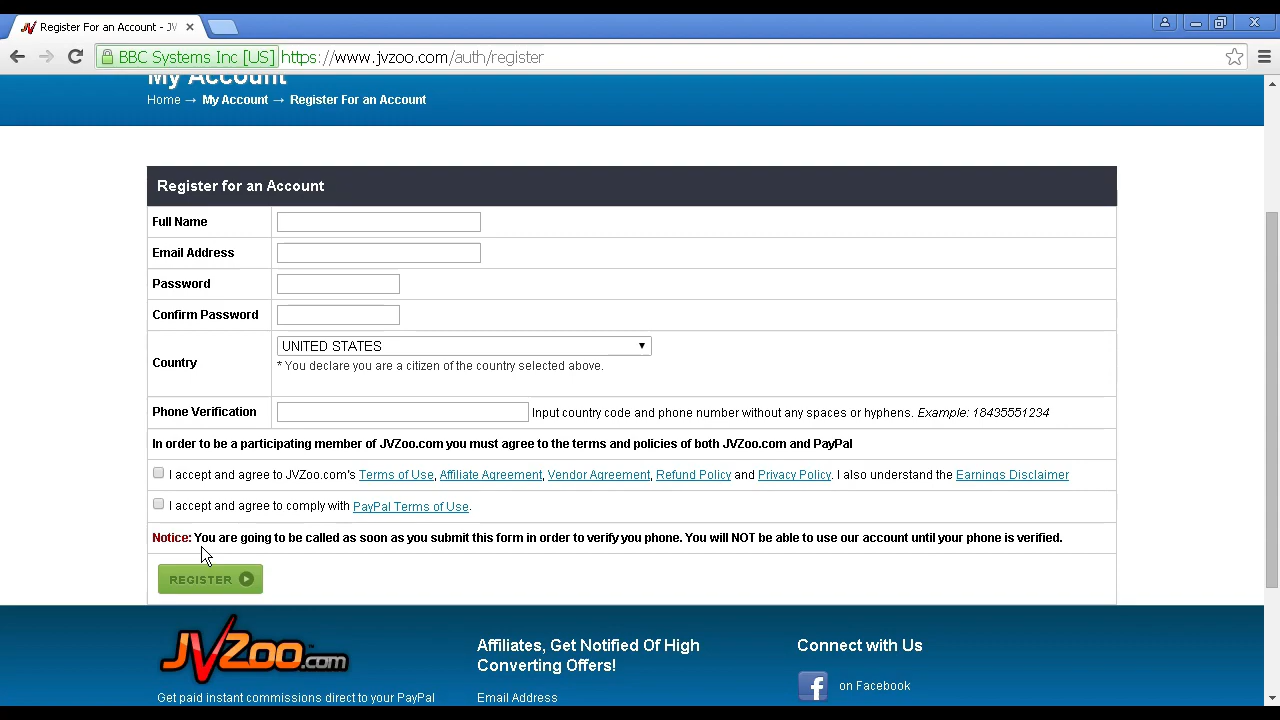 Register For an Account - JV
BBC Systems Inc [US] https://www.jvzoo.com/auth/register
My Account
Home → My Account → Register For an Account
Register for an Account
Full Name
Email Address
Password
Confirm Password
Country
UNITED STATES
* You declare you are a citizen of the country selected above.
Phone Verification
Input country code and phone number without any spaces or hyphens. Example: 18435551234
In order to be a participating member of JVZoo.com you must agree to the terms and policies of both JVZoo.com and PayPal
I accept and agree to JVZoo.com's Terms of Use, Affiliate Agreement, Vendor Agreement, Refund Policy and Privacy Policy. I also understand the Earnings Disclaimer
I accept and agree to comply with PayPal Terms of Use.
Notice: You are going to be called as soon as you submit this form in order to verify you phone. You will NOT be able to use our account until your phone is verified.
REGISTER
JVZoo.com
Get paid instant commissions direct to your PayPal
Affiliates, Get Notified Of High
Converting Offers!
Email Address
Connect with Us
f on Facebook